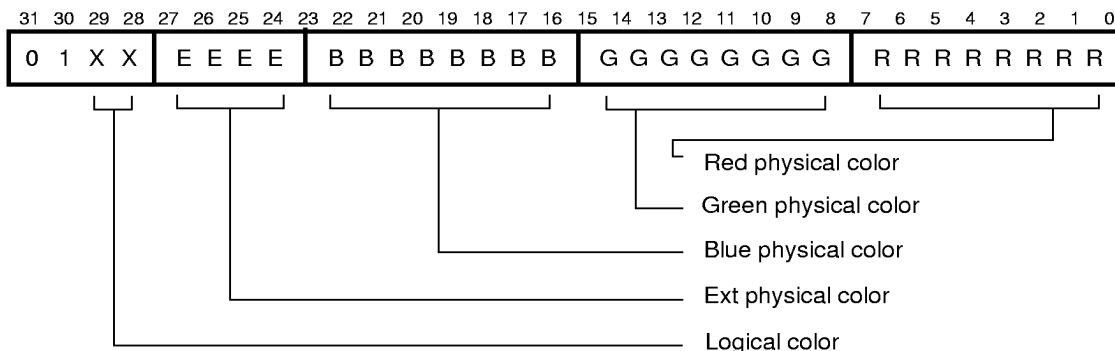 31 30 29 28 27 26 25 24 23 22 21 20 19 18 17 16 15 14 13 12 11 10 9 8 7 6 5 4 3 2 1 0
0 1 X X E E E E B B B B B B B B G G G G G G G G R R R R R R R R
Red physical color
Green physical color
Blue physical color
Ext physical color
Logical color